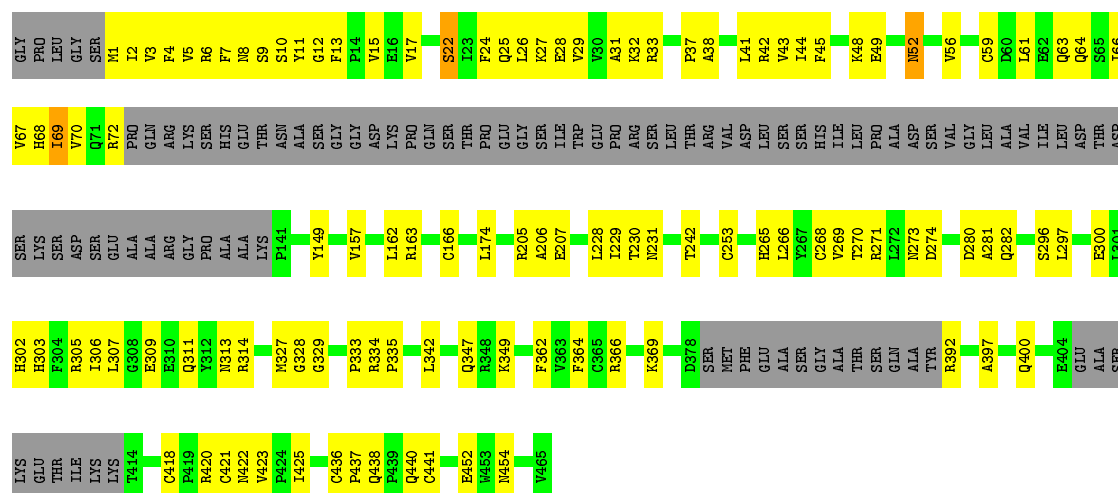 GLY PRO LEU GLY SER M1 I2 V3 F4 V5 R6 F7 N8 S9 S10 Y11 G12 F13 P14 V15 E16 V17 S22 I23 F24 Q25 L26 K27 E28 V29 V30 A31 K32 R33 P37 A38 L41 R42 V43 I44 F45 K48 E49 N52 V56 C59 D60 L61 E62 Q63 Q64 S65 I66
V67 H68 I69 V70 Q71 R72 PRO GLN ARG LYS SER HIS GLU THR ASN ALA SER GLY GLY ASP LYS PRO GLN SER THR PRO GLU GLY SER ILE TRP GLU PRO ARG SER LEU THR ARG VAL ASP LEU SER SER HIS ILE LEU PRO ALA ASP SER VAL GLY LEU ALA VAL ILE LEU ASP THR
SER LYS SER ASP SER GLU ALA ALA ARG GLY PRO ALA ALA LYS P141 Y149 V157 L162 R163 C166 L174 R205 A206 E207 L228 I229 T230 N231 T242 C253 H265 L266 Y267 C268 V269 T270 R271 L272 N273 D274 D280 A281 Q282 S296 L297 E300
H302 H303 F304 R305 I306 L307 G308 E309 E310 Q311 Y312 N313 R314 M327 G328 G329 P333 R334 P335 L342 Q347 R348 K349 F362 V363 F364 C365 R366 K369 D378 SER MET PHE GLU ALA SER GLY ALA THR SER GLN ALA TYR R392 A397 Q400 E404 GLU ALA
LYS GLU THR ILE LYS LYS T414 C418 P419 R420 C421 N422 V423 P424 I425 C436 P437 Q438 P439 Q440 C441 E452 W453 N454 V465